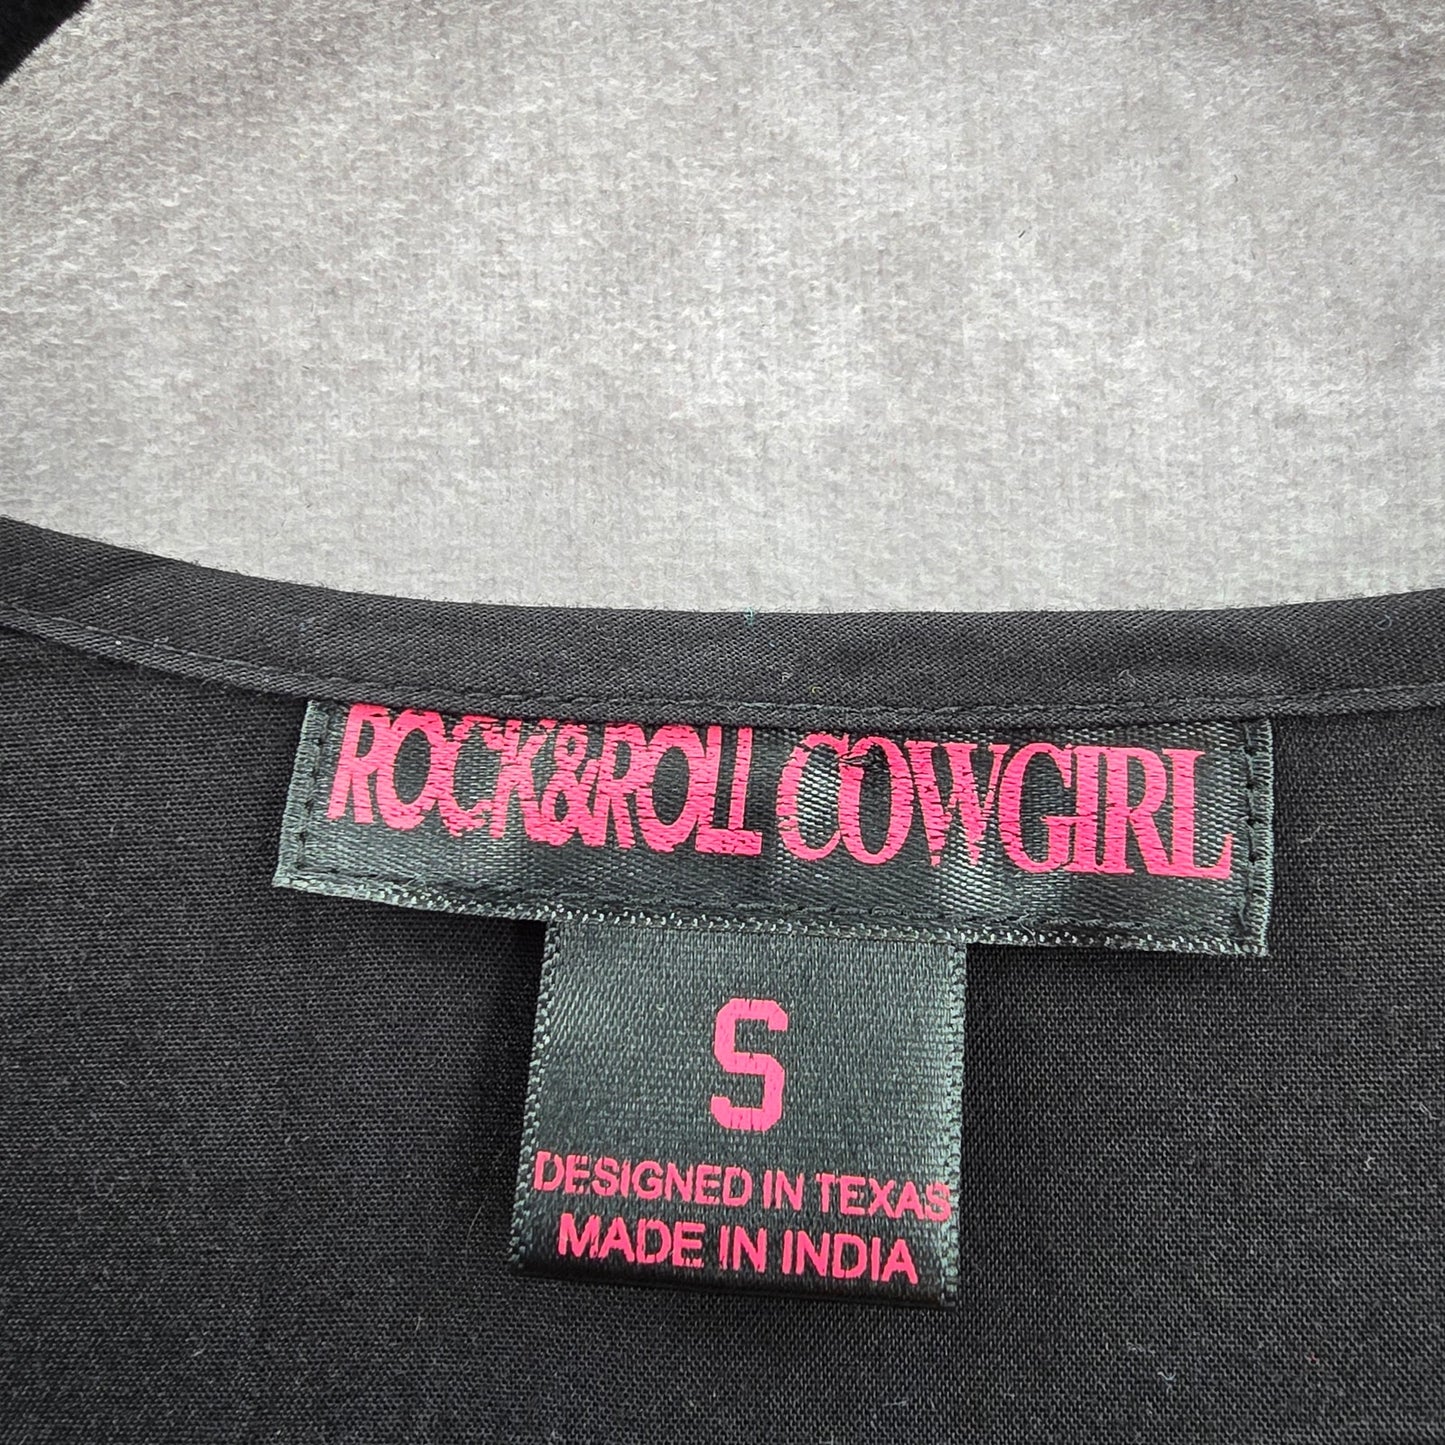 ROCK&ROLL COWGIRL
S
DESIGNED IN TEXAS
MADE IN INDIA